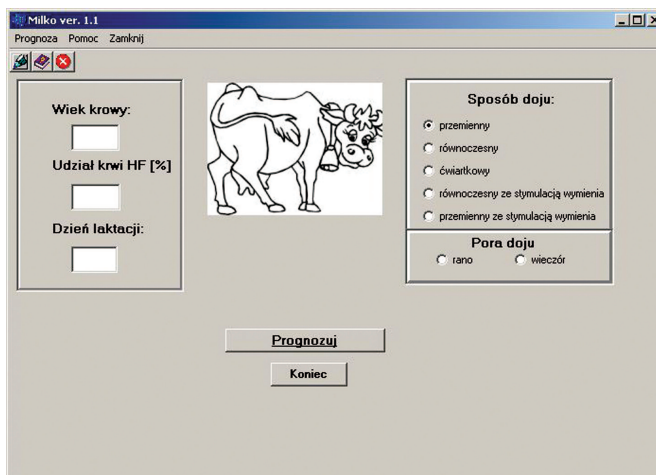 Milko ver. 1.1
Prognoza Pomoc Zamknij
Wiek krowy:
Udział krwi HF [%]
Dzień laktacji:
Sposób doju:
przemienny
równoczesny
ćwiartkowy
równoczesny ze stymulacją wymienia
przemienny ze stymulacją wymienia
Pora doju
rano wieczór
Prognozuj
Koniec